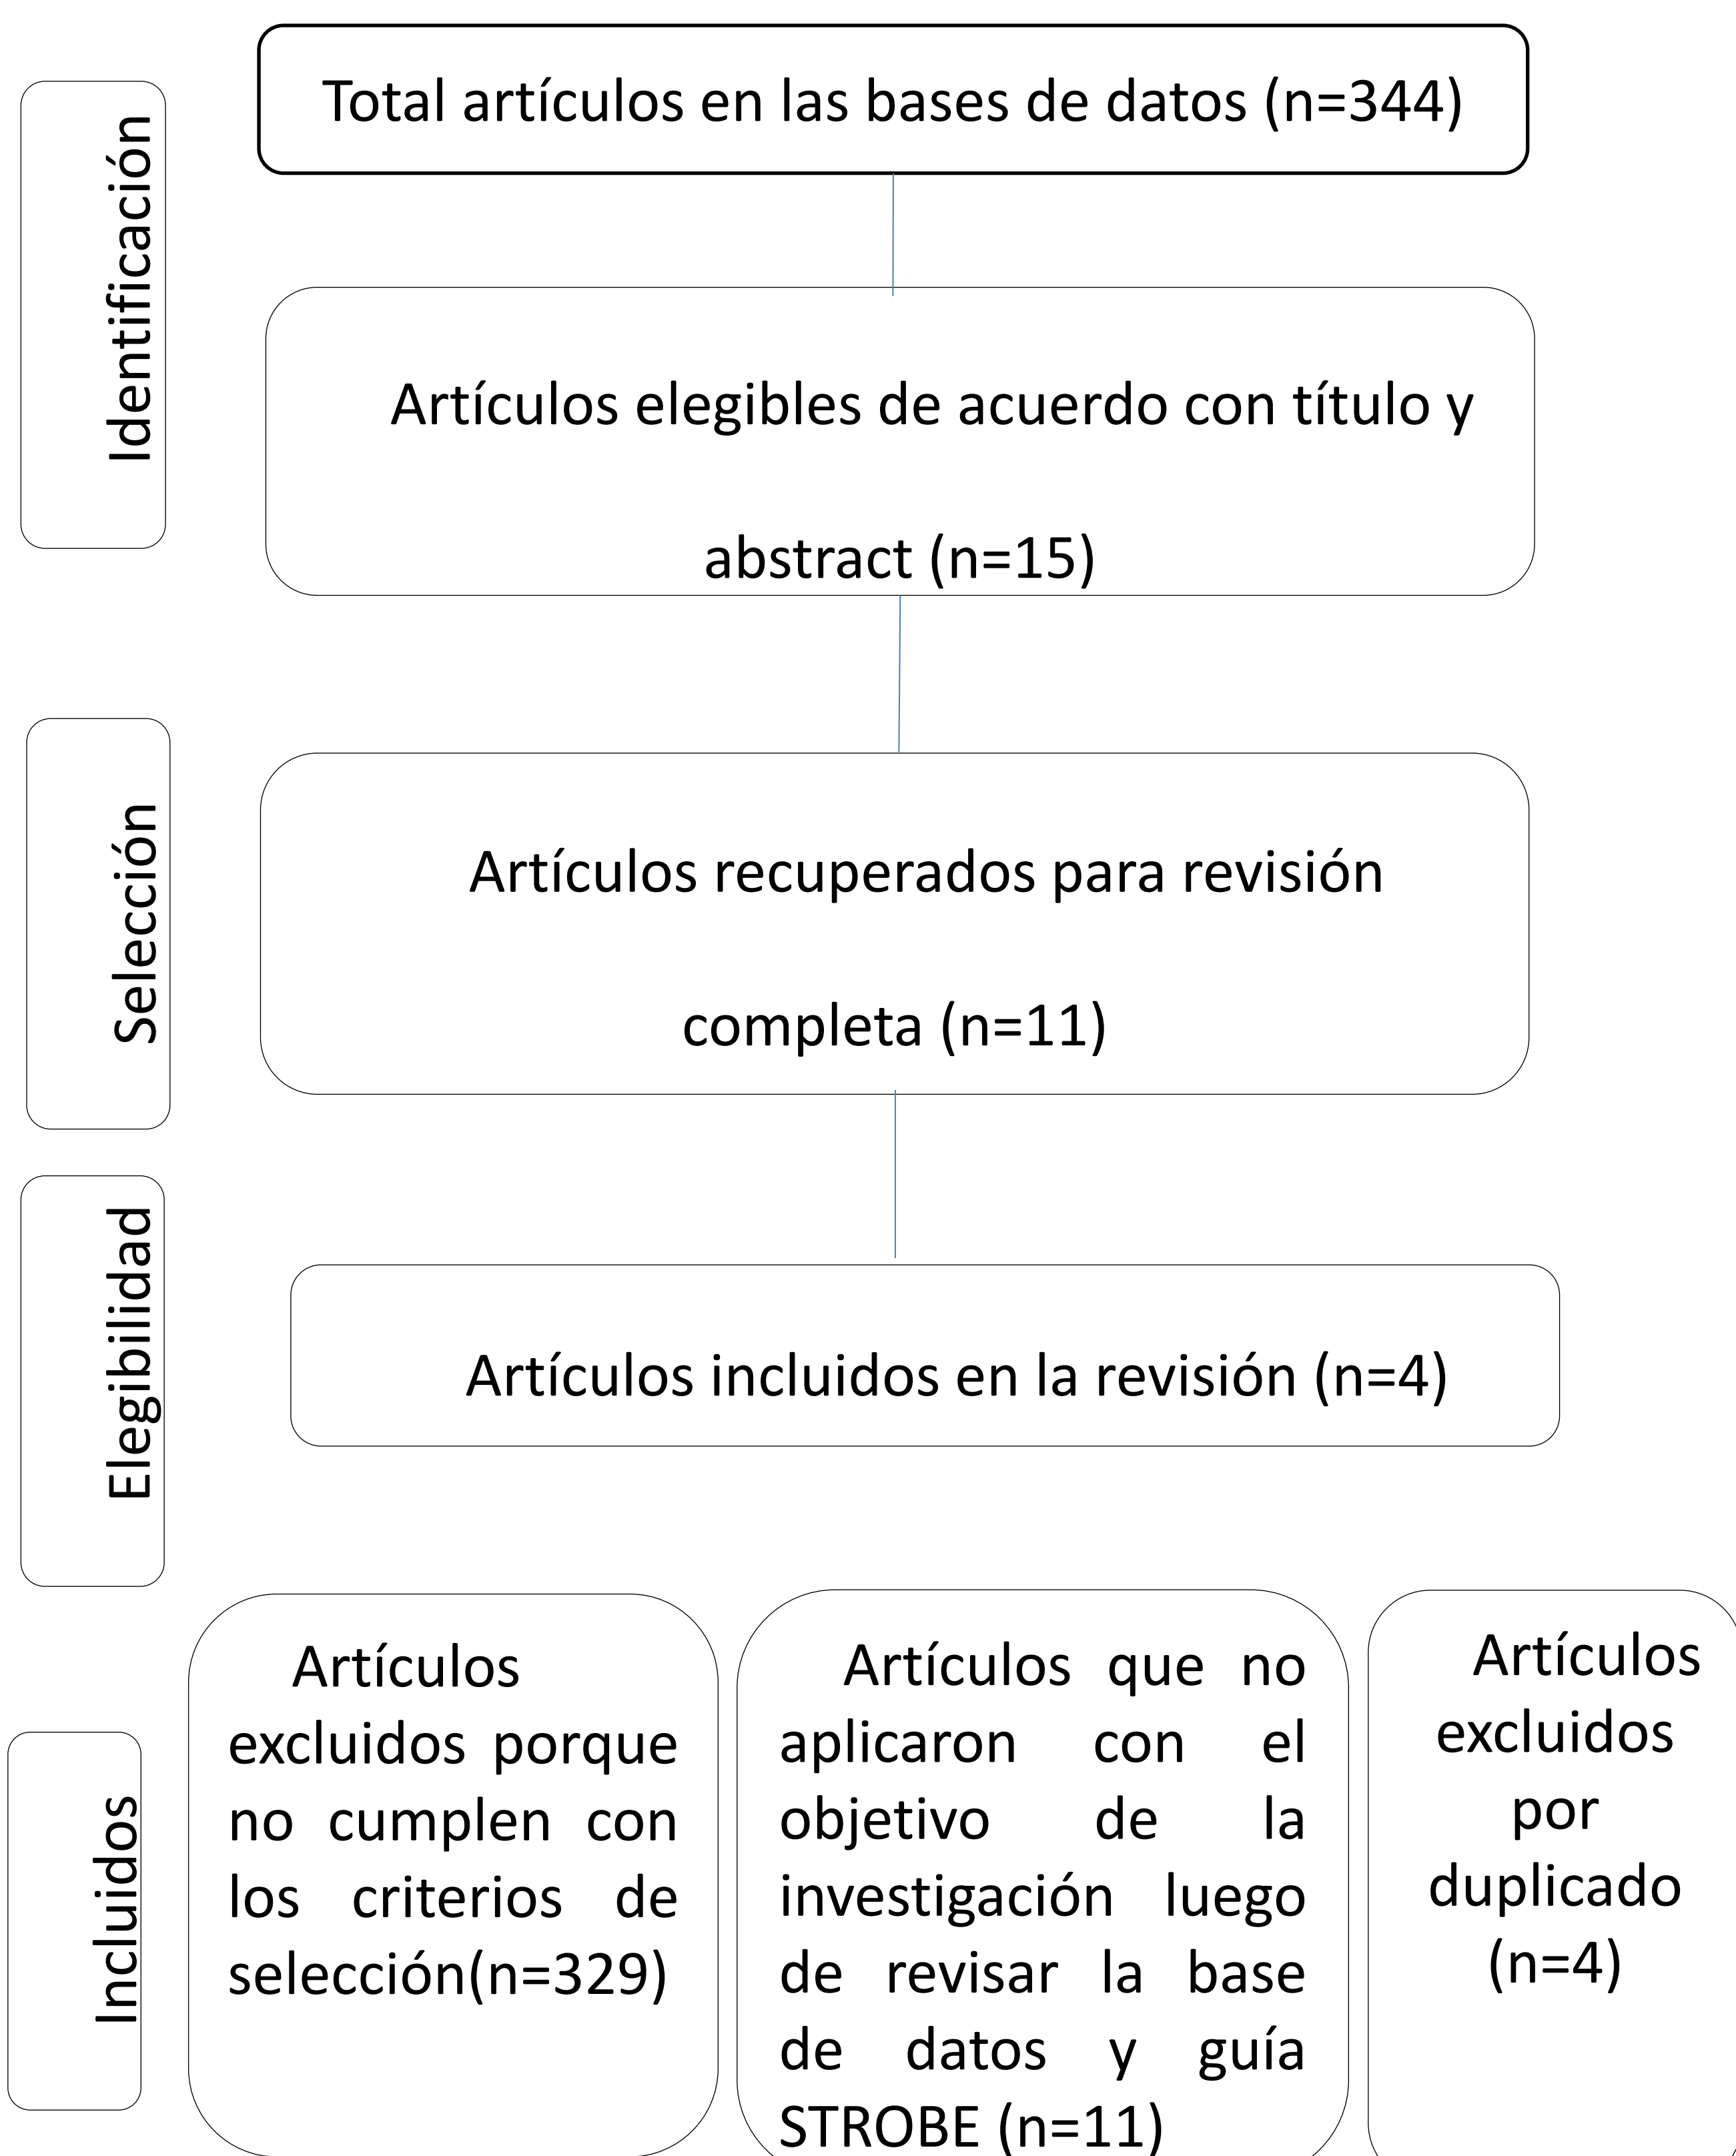 Identificación
Total artículos en las bases de datos (n=344)
Artículos elegibles de acuerdo con título y
abstract (n=15)
Selección
Artículos recuperados para revisión
completa (n=11)
Elegibilidad
Artículos incluidos en la revisión (n=4)
Incluidos
Artículos
excluidos porque
no cumplen con
los criterios de
selección(n=329)
Artículos que no
aplicaron con el
objetivo de la
investigación luego
de revisar la base
de datos y guía
STROBE (n=11)
Artículos
excluidos
por
duplicado
(n=4)